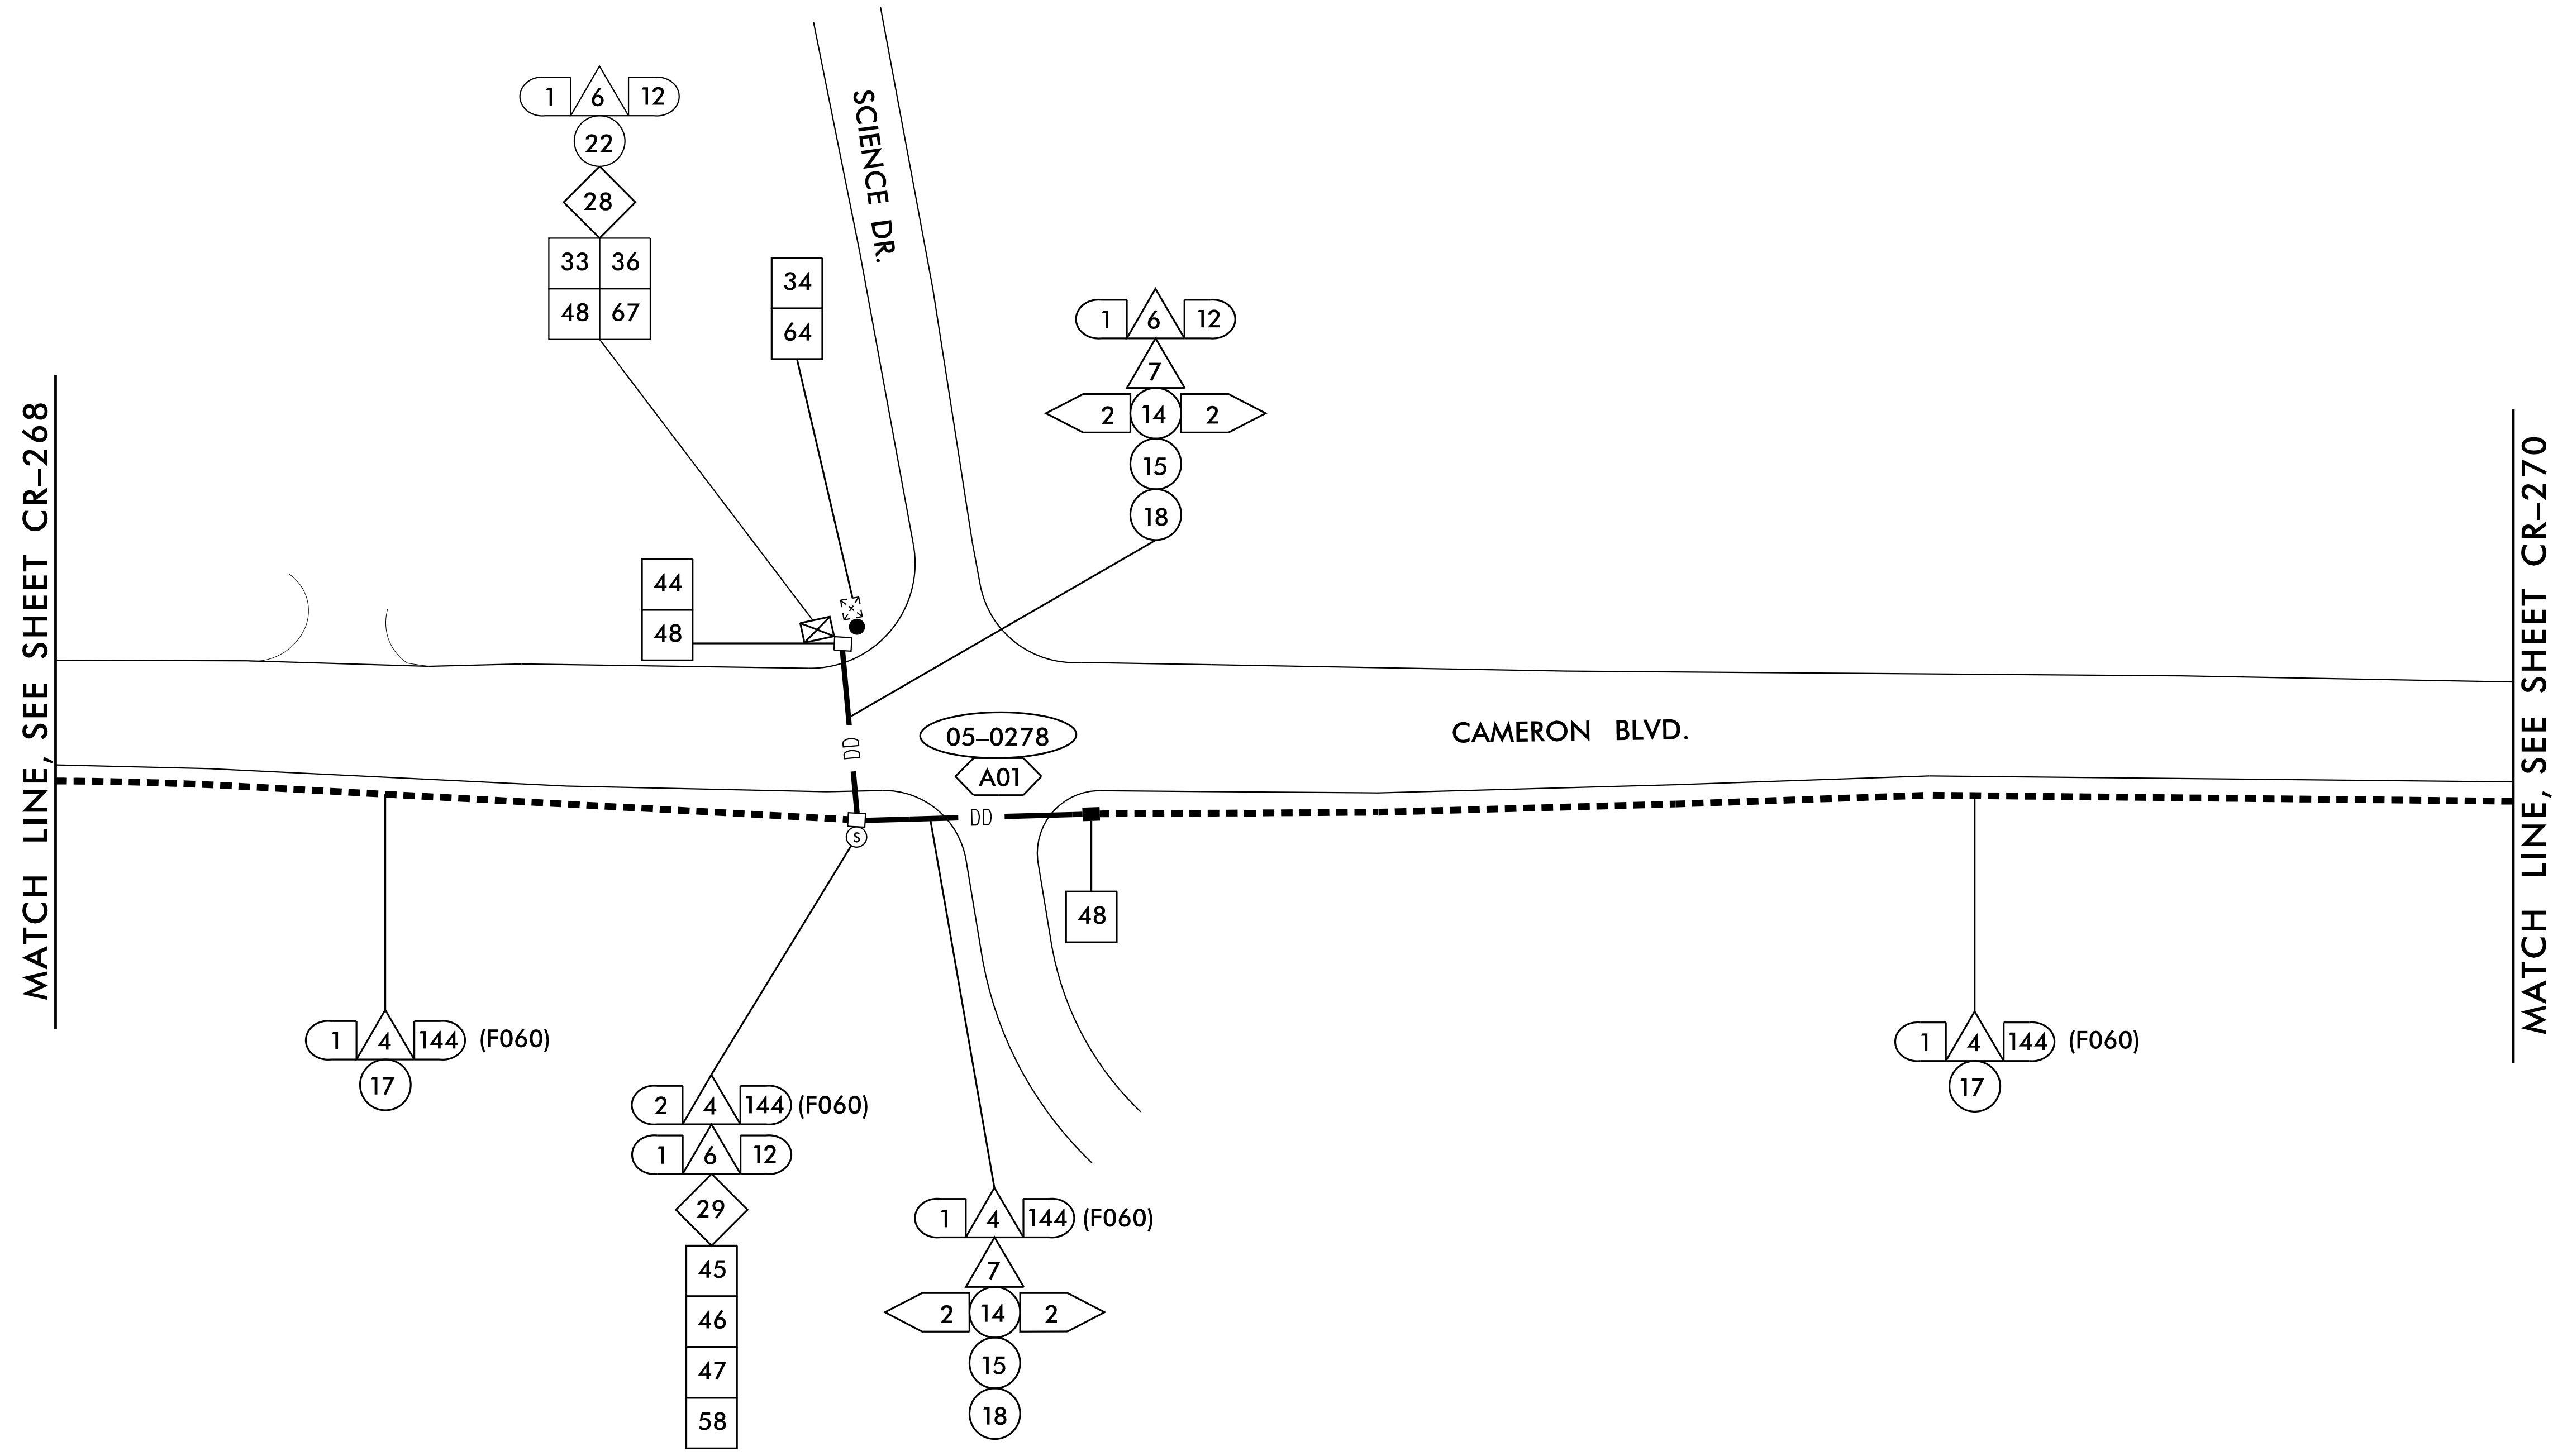 1 6 12
22
28
33 36
48 67
34
64
SCIENCE DR.
1 6 12
7
2 14 2
15
18
44
48
MATCH LINE, SEE SHEET CR–268
MATCH LINE, SEE SHEET CR–270
05–0278
A01
CAMERON BLVD.
DD
DD
S
48
1 4 144 (F060)
17
2 4 144 (F060)
1 6 12
29
45
46
47
58
1 4 144 (F060)
7
2 14 2
15
18
1 4 144 (F060)
17